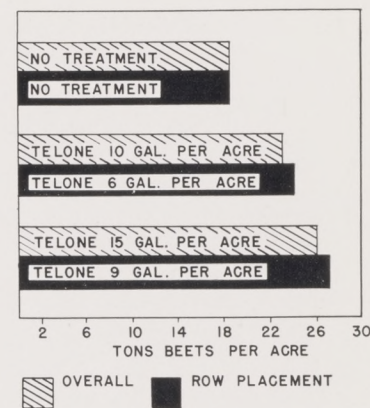 NO TREATMENT
NO TREATMENT
TELONE 10 GAL. PER ACRE
TELONE 6 GAL. PER ACRE
TELONE 15 GAL. PER ACRE
TELONE 9 GAL. PER ACRE
2 6 10 14 18 22 26 30
TONS BEETS PER ACRE
OVERALL ROW PLACEMENT